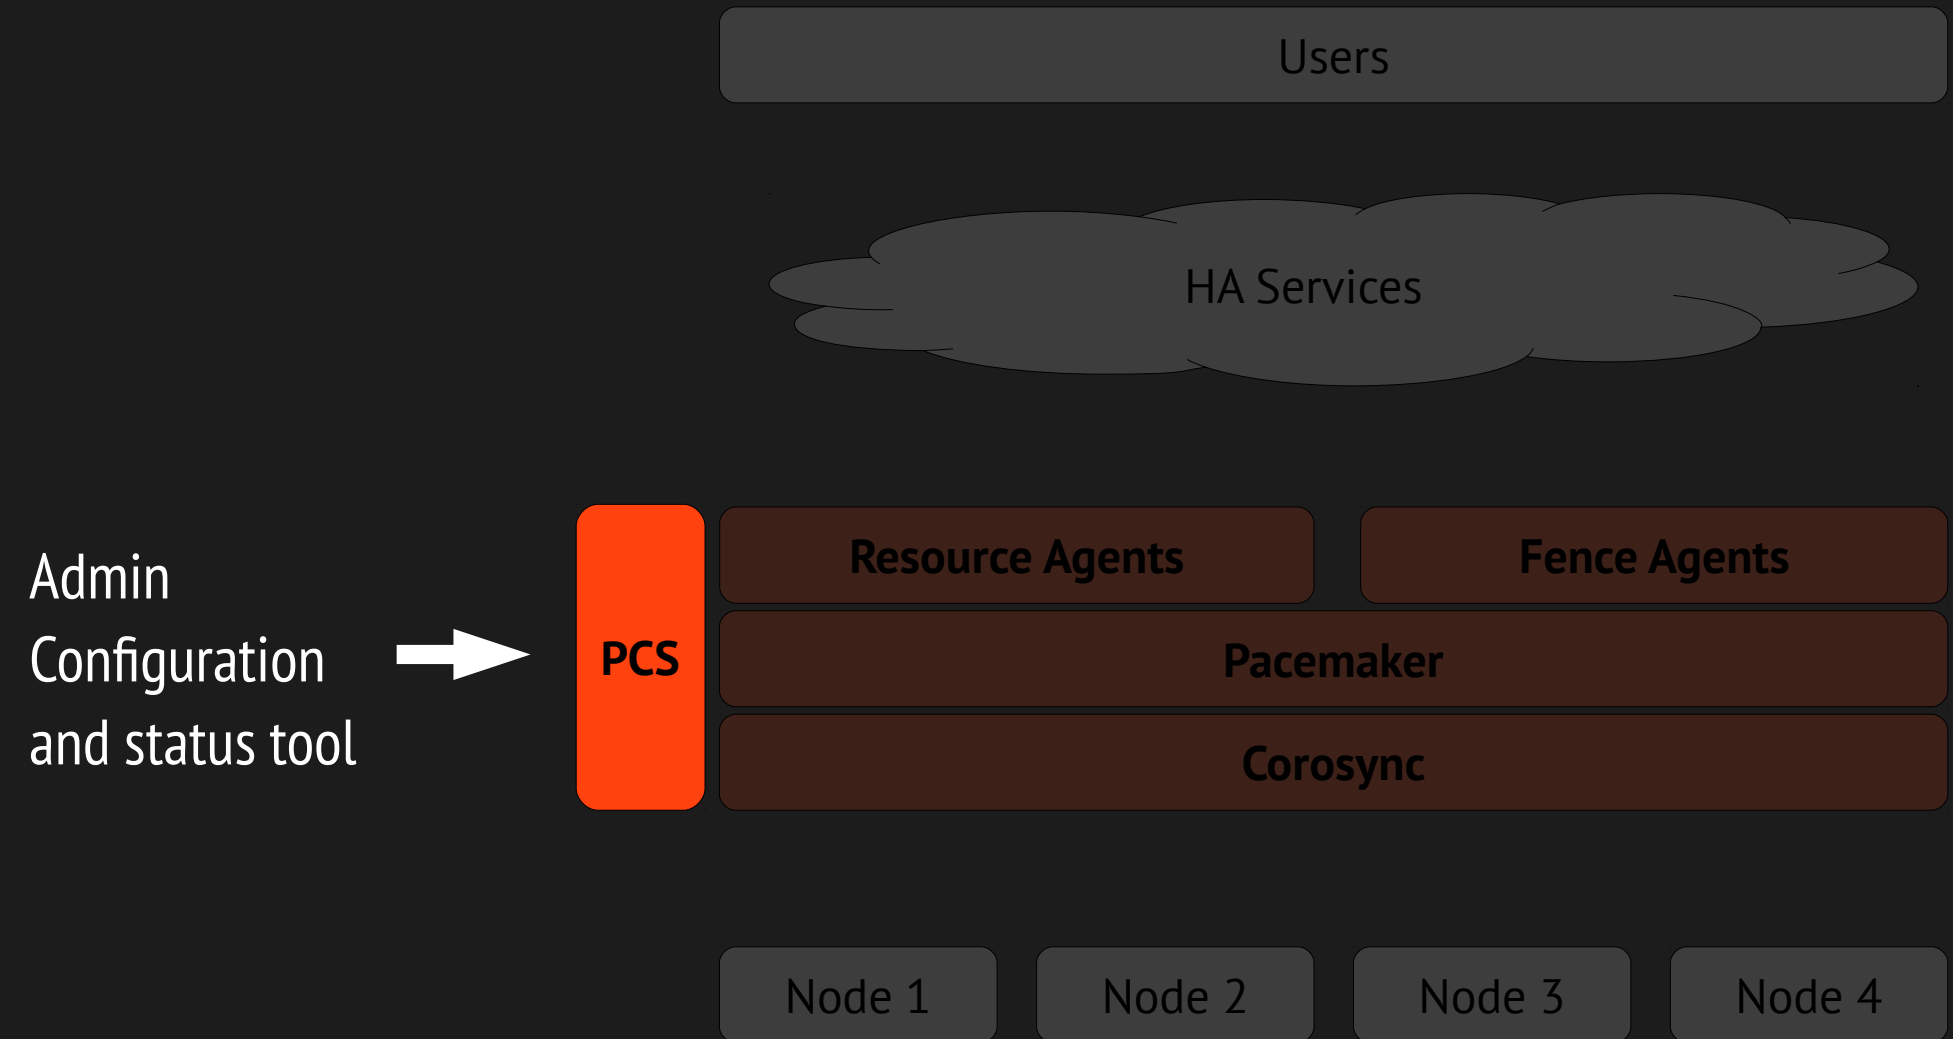 Users
HA Services
Admin
Configuration
and status tool
PCS
Resource Agents
Fence Agents
Pacemaker
Corosync
Node 1
Node 2
Node 3
Node 4